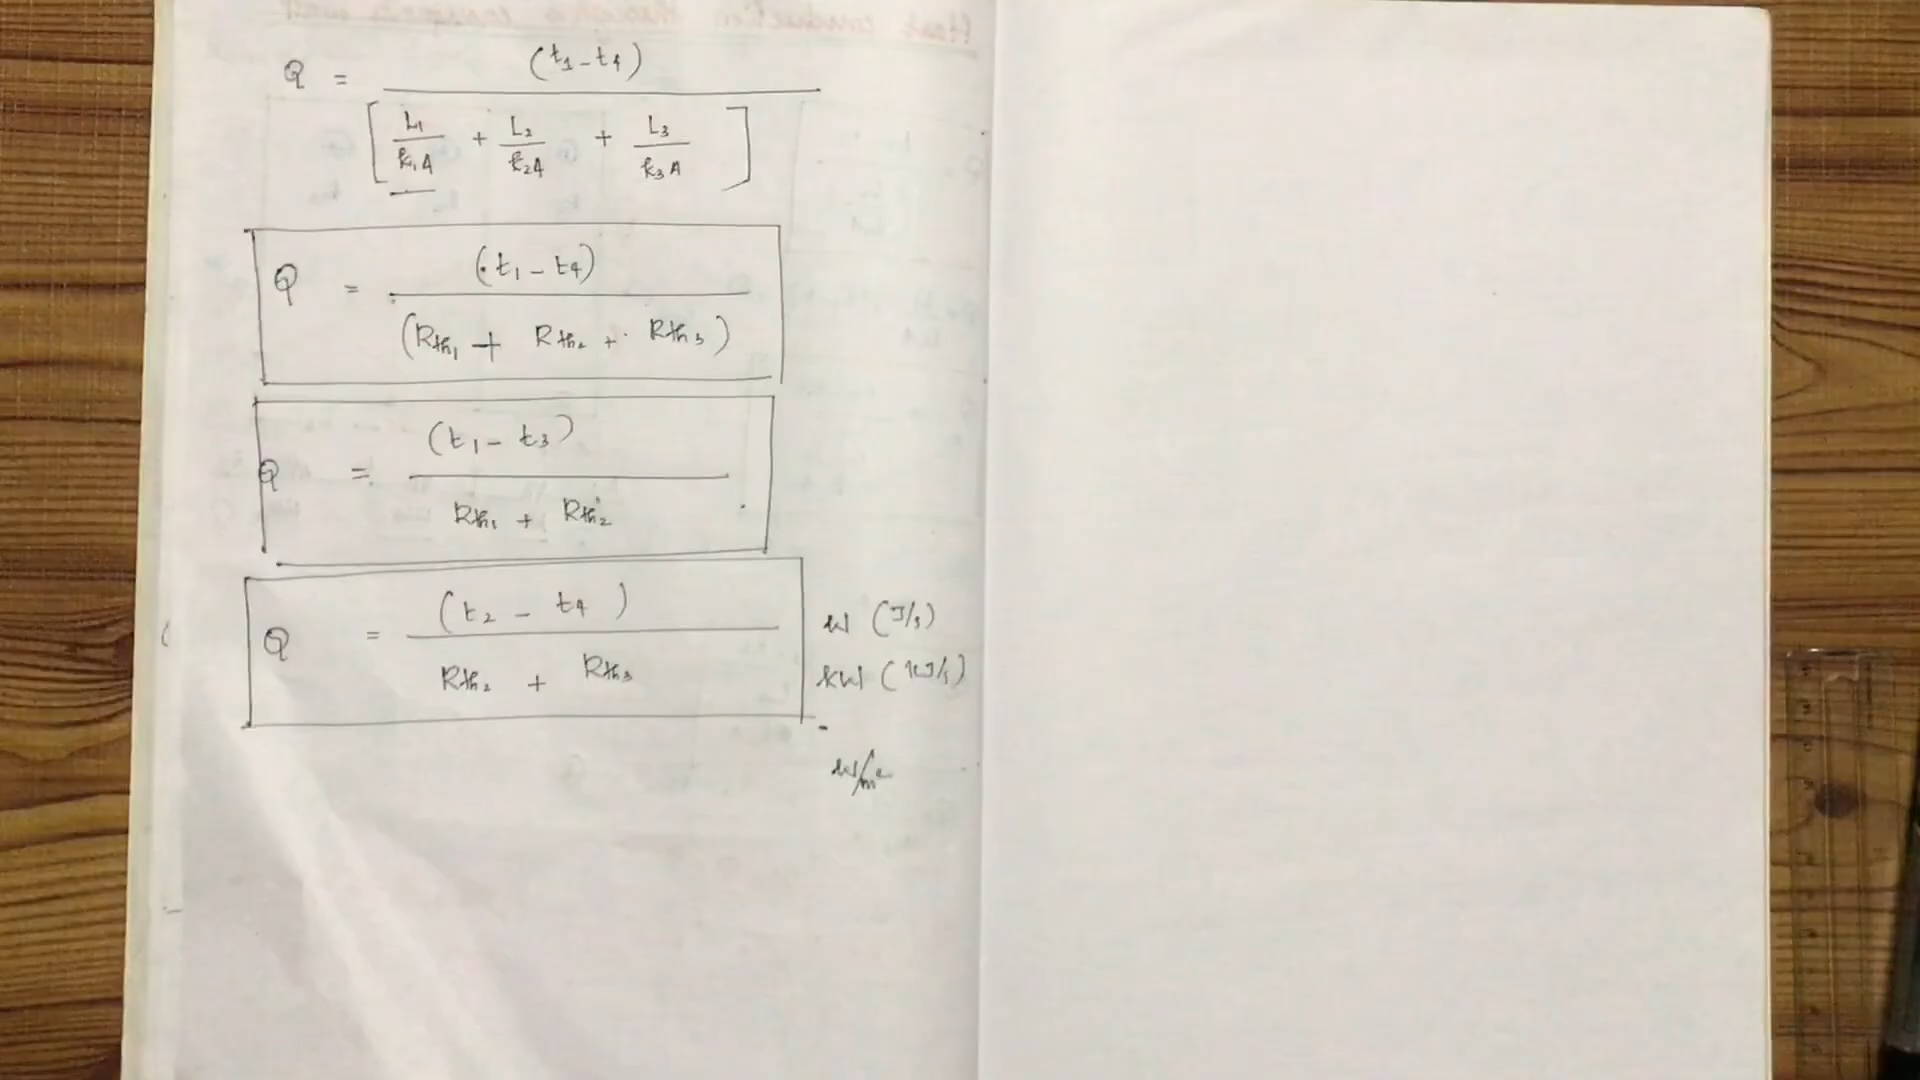 Q = (t1 - t4)
[L1/k1A + L2/k2A + L3/k3A]
Q = (t1 - t4)
(Rth1 + Rth2 + Rth3)
Q = (t1 - t3)
Rth1 + Rth2
Q = (t2 - t4)
Rth2 + Rth3
W (J/s)
kW (kJ/s)
W/m²